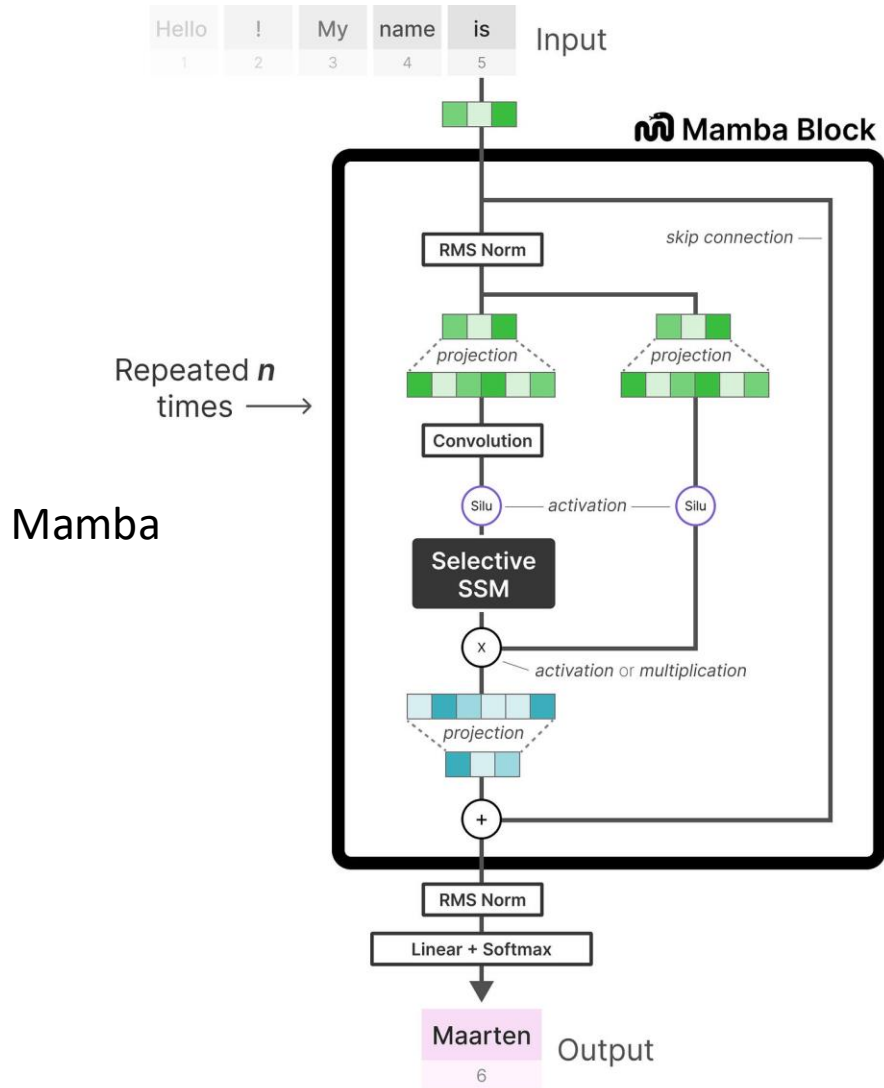 Hello ! My name is
1 2 3 4 5
Input
Mamba Block
skip connection
RMS Norm
projection projection
Repeated n
times
Convolution
Silu activation Silu
Mamba
Selective
SSM
x
activation or multiplication
projection
+
RMS Norm
Linear + Softmax
Maarten
6
Output